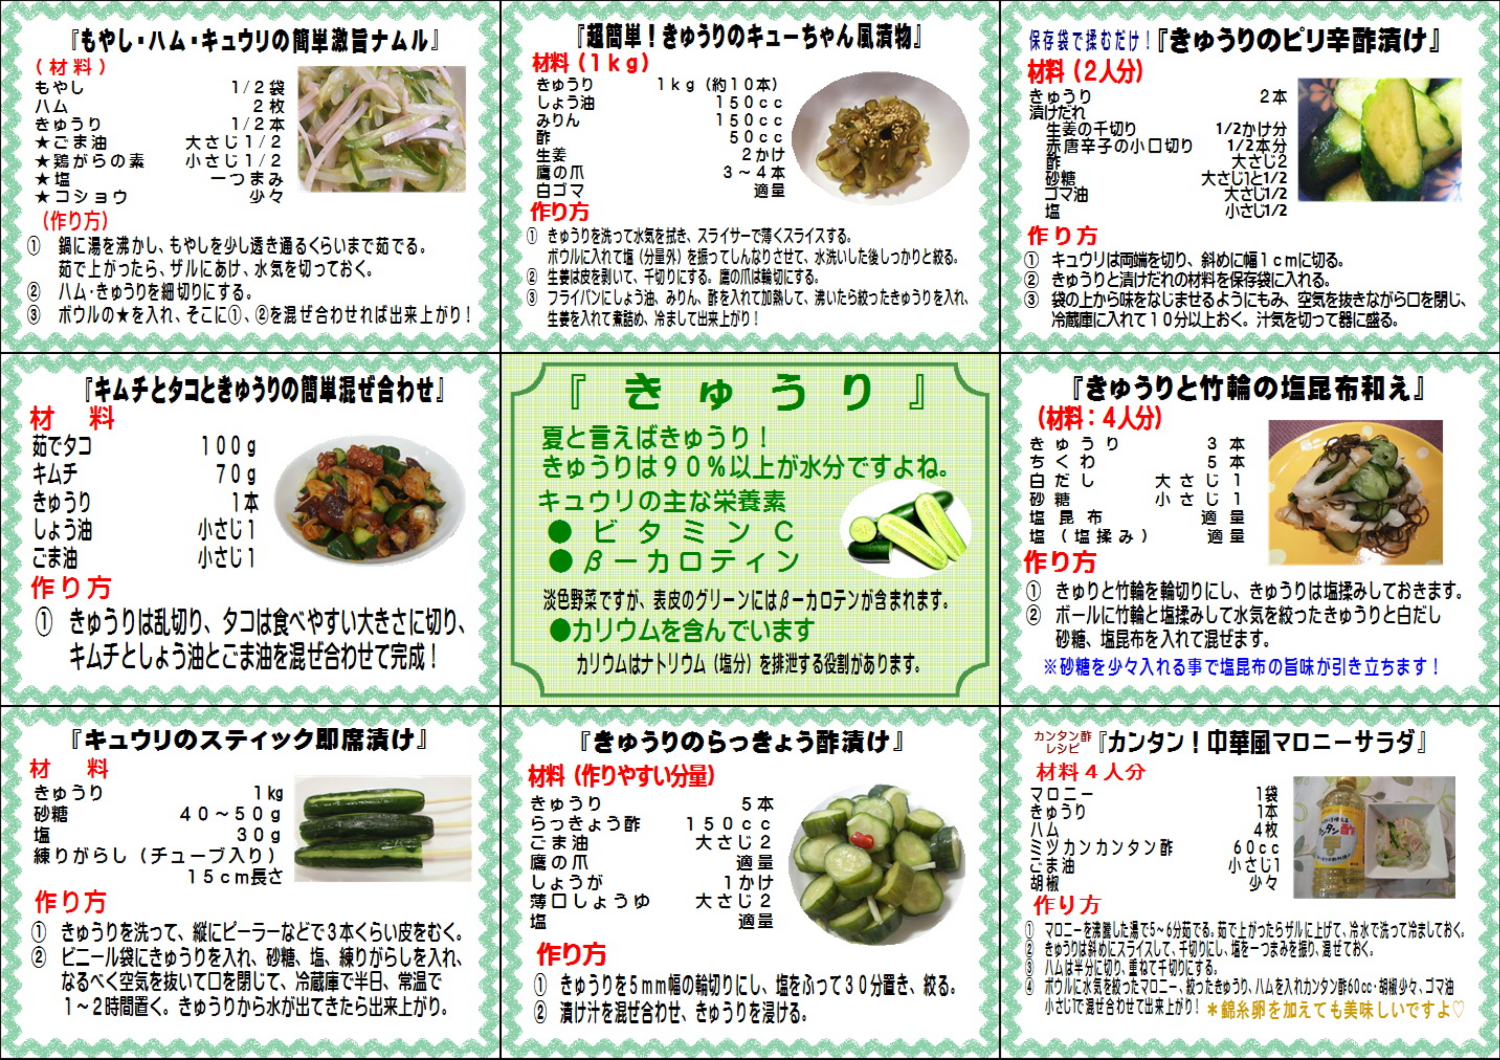 『もやし・ハム・キュウリの簡単激旨ナムル』
(材料)
もやし 1/2袋
ハム 2枚
きゅうり 1/2本
★ごま油 大さじ1/2
★鶏がらの素 小さじ1/2
★塩 一つまみ
★コショウ 少々
(作り方)
① 鍋に湯を沸かし、もやしを少し透き通るくらいまで茹でる。
茹で上がったら、ザルにあけ、水気を切っておく。
② ハム・きゅうりを細切りにする。
③ ボウルの★を入れ、そこに①、②を混ぜ合わせれば出来上がり!
『超簡単!きゅうりのキューちゃん風漬物』
材料(1kg)
きゅうり 1kg(約10本)
しょう油 150cc
みりん 150cc
酢 50cc
生姜 2かけ
鷹の爪 3~4本
白ゴマ 適量
作り方
① きゅうりを洗って水気を拭き、スライサーで薄くスライスする。
ボウルに入れて塩(分量外)を振ってしんなりさせて、水洗いした後しっかりと絞る。
② 生姜は皮を剥いて、千切りにする。鷹の爪は輪切にする。
③ フライパンにしょう油、みりん、酢を入れて加熱して、沸いたら絞ったきゅうりを入れ、
生姜を入れて煮詰め、冷まして出来上がり!
保存袋で揉むだけ!『きゅうりのピリ辛酢漬け』
材料(2人分)
きゅうり 2本
漬けだれ
生姜の千切り 1/2かけ分
赤唐辛子の小口切り 1/2本分
酢 大さじ2
砂糖 大さじ1と1/2
ゴマ油 大さじ1/2
塩 小さじ1/2
作り方
① キュウリは両端を切り、斜めに幅1cmに切る。
② きゅうりと漬けだれの材料を保存袋に入れる。
③ 袋の上から味をなじませるようにもみ、空気を抜きながら口を閉じ、
冷蔵庫に入れて10分以上おく。汁気を切って器に盛る。
『キムチとタコときゅうりの簡単混ぜ合わせ』
材 料
茹でタコ 100g
キムチ 70g
きゅうり 1本
しょう油 小さじ1
ごま油 小さじ1
作り方
① きゅうりは乱切り、タコは食べやすい大きさに切り、
キムチとしょう油とごま油を混ぜ合わせて完成!
『きゅうり』
夏と言えばきゅうり!
きゅうりは90%以上が水分ですよね。
キュウリの主な栄養素
●ビタミンC
●β-カロティン
淡色野菜ですが、表皮のグリーンにはβ-カロテンが含まれます。
●カリウムを含んでいます
カリウムはナトリウム(塩分)を排泄する役割があります。
『きゅうりと竹輪の塩昆布和え』
(材料:4人分)
きゅうり 3本
ちくわ 5本
白だし 大さじ1
砂糖 小さじ1
塩昆布 適量
塩(塩揉み) 適量
作り方
① きゅりと竹輪を輪切りにし、きゅうりは塩揉みしておきます。
② ボールに竹輪と塩揉みして水気を絞ったきゅうりと白だし
砂糖、塩昆布を入れて混ぜます。
※砂糖を少々入れる事で塩昆布の旨味が引き立ちます!
『キュウリのスティック即席漬け』
材 料
きゅうり 1㎏
砂糖 40~50g
塩 30g
練りがらし(チューブ入り)
15cm長さ
作り方
① きゅうりを洗って、縦にピーラーなどで3本くらい皮をむく。
② ビニール袋にきゅうりを入れ、砂糖、塩、練りがらしを入れ、
なるべく空気を抜いて口を閉じて、冷蔵庫で半日、常温で
1~2時間置く。きゅうりから水が出てきたら出来上がり。
『きゅうりのらっきょう酢漬け』
材料(作りやすい分量)
きゅうり 5本
らっきょう酢 150cc
ごま油 大さじ2
鷹の爪 適量
しょうが 1かけ
薄口しょうゆ 大さじ2
塩 適量
作り方
① きゅうりを5mm幅の輪切りにし、塩をふって30分置き、絞る。
② 漬け汁を混ぜ合わせ、きゅうりを浸ける。
カンタン酢
レシピ
『カンタン!中華風マロニーサラダ』
材料4人分
マロニー 1袋
きゅうり 1本
ハム 4枚
ミツカンカンタン酢 60cc
ごま油 小さじ1
胡椒 少々
作り方
① マロニーを沸騰した湯で5~6分茹でる。茹で上がったらザルに上げて、冷水で洗って冷ましておく。
② きゅうりは斜めにスライスして、千切りにし、塩を一つまみを振り、混ぜておく。
③ ハムは半分に切り、重ねて千切りにする。
④ ボウルに水気を絞ったマロニー、絞ったきゅうり、ハムを入れカンタン酢60cc・胡椒少々、ゴマ油
小さじ1で混ぜ合わせて出来上がり! *錦糸卵を加えても美味しいですよ♡
カンタン酢